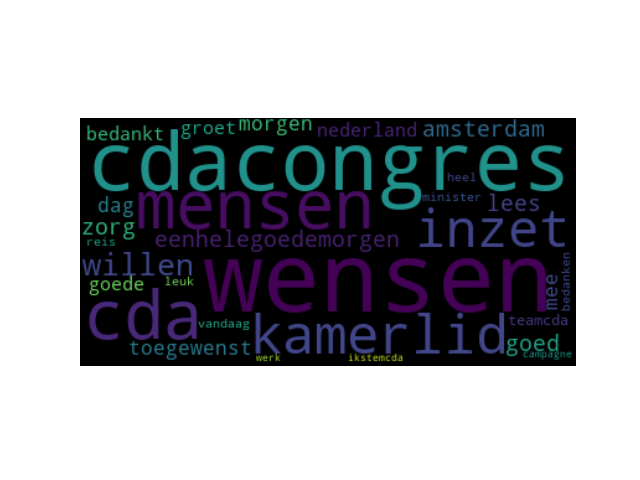 bedankt groet morgen nederland amsterdam
cdacongres
heel
dag mensen minister lees
zorg inzet
reis eenhelegoedemorgen
willen wensen mee bedanken
goede leuk
cda vandaag kamerlid teamcda
toegewenst goed
werk ikstemcda campagne